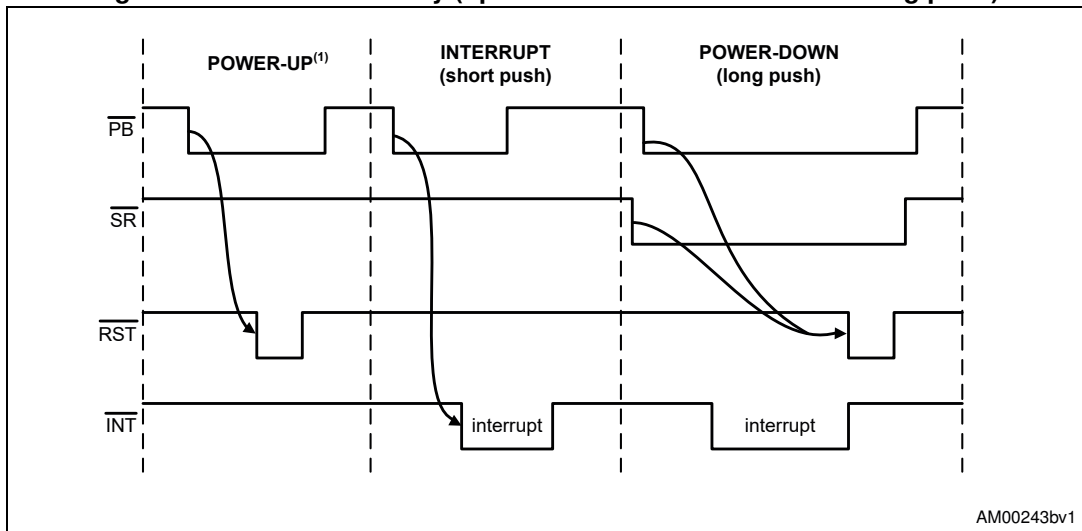 POWER-UP(1)
INTERRUPT
(short push)
POWER-DOWN
(long push)
PB
SR
RST
INT
interrupt
interrupt
AM00243bv1